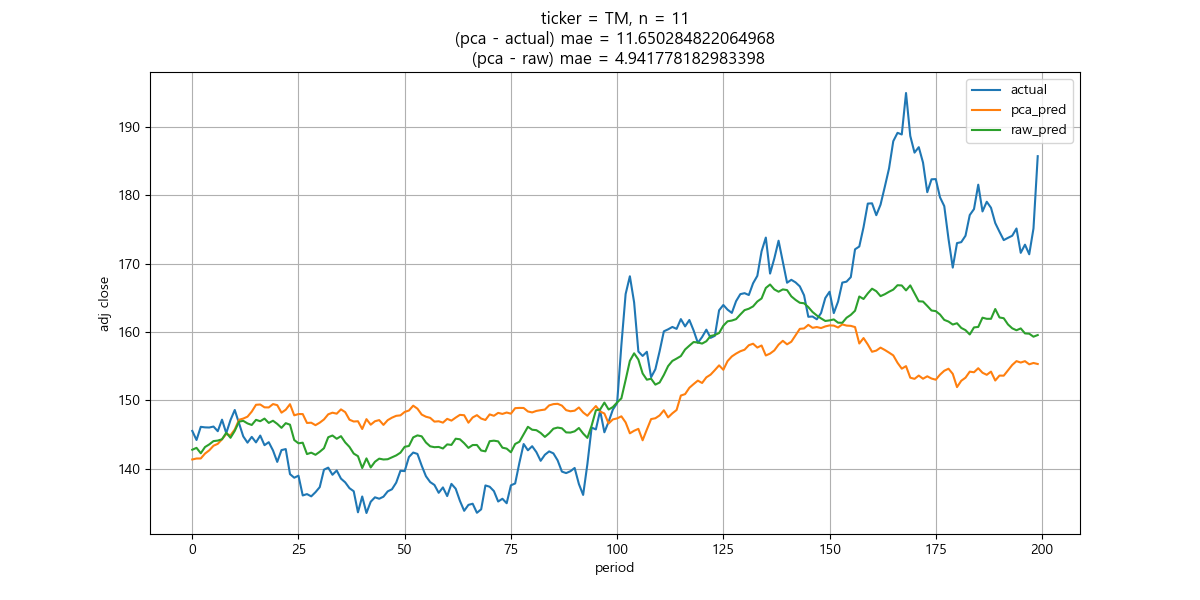 ticker = TM, n = 11
(pca - actual) mae = 11.650284822064968
(pca - raw) mae = 4.941778182983398
actual
pca_pred
raw_pred
190
180
170
160
150
140
adj close
0 25 50 75 100 125 150 175 200
period